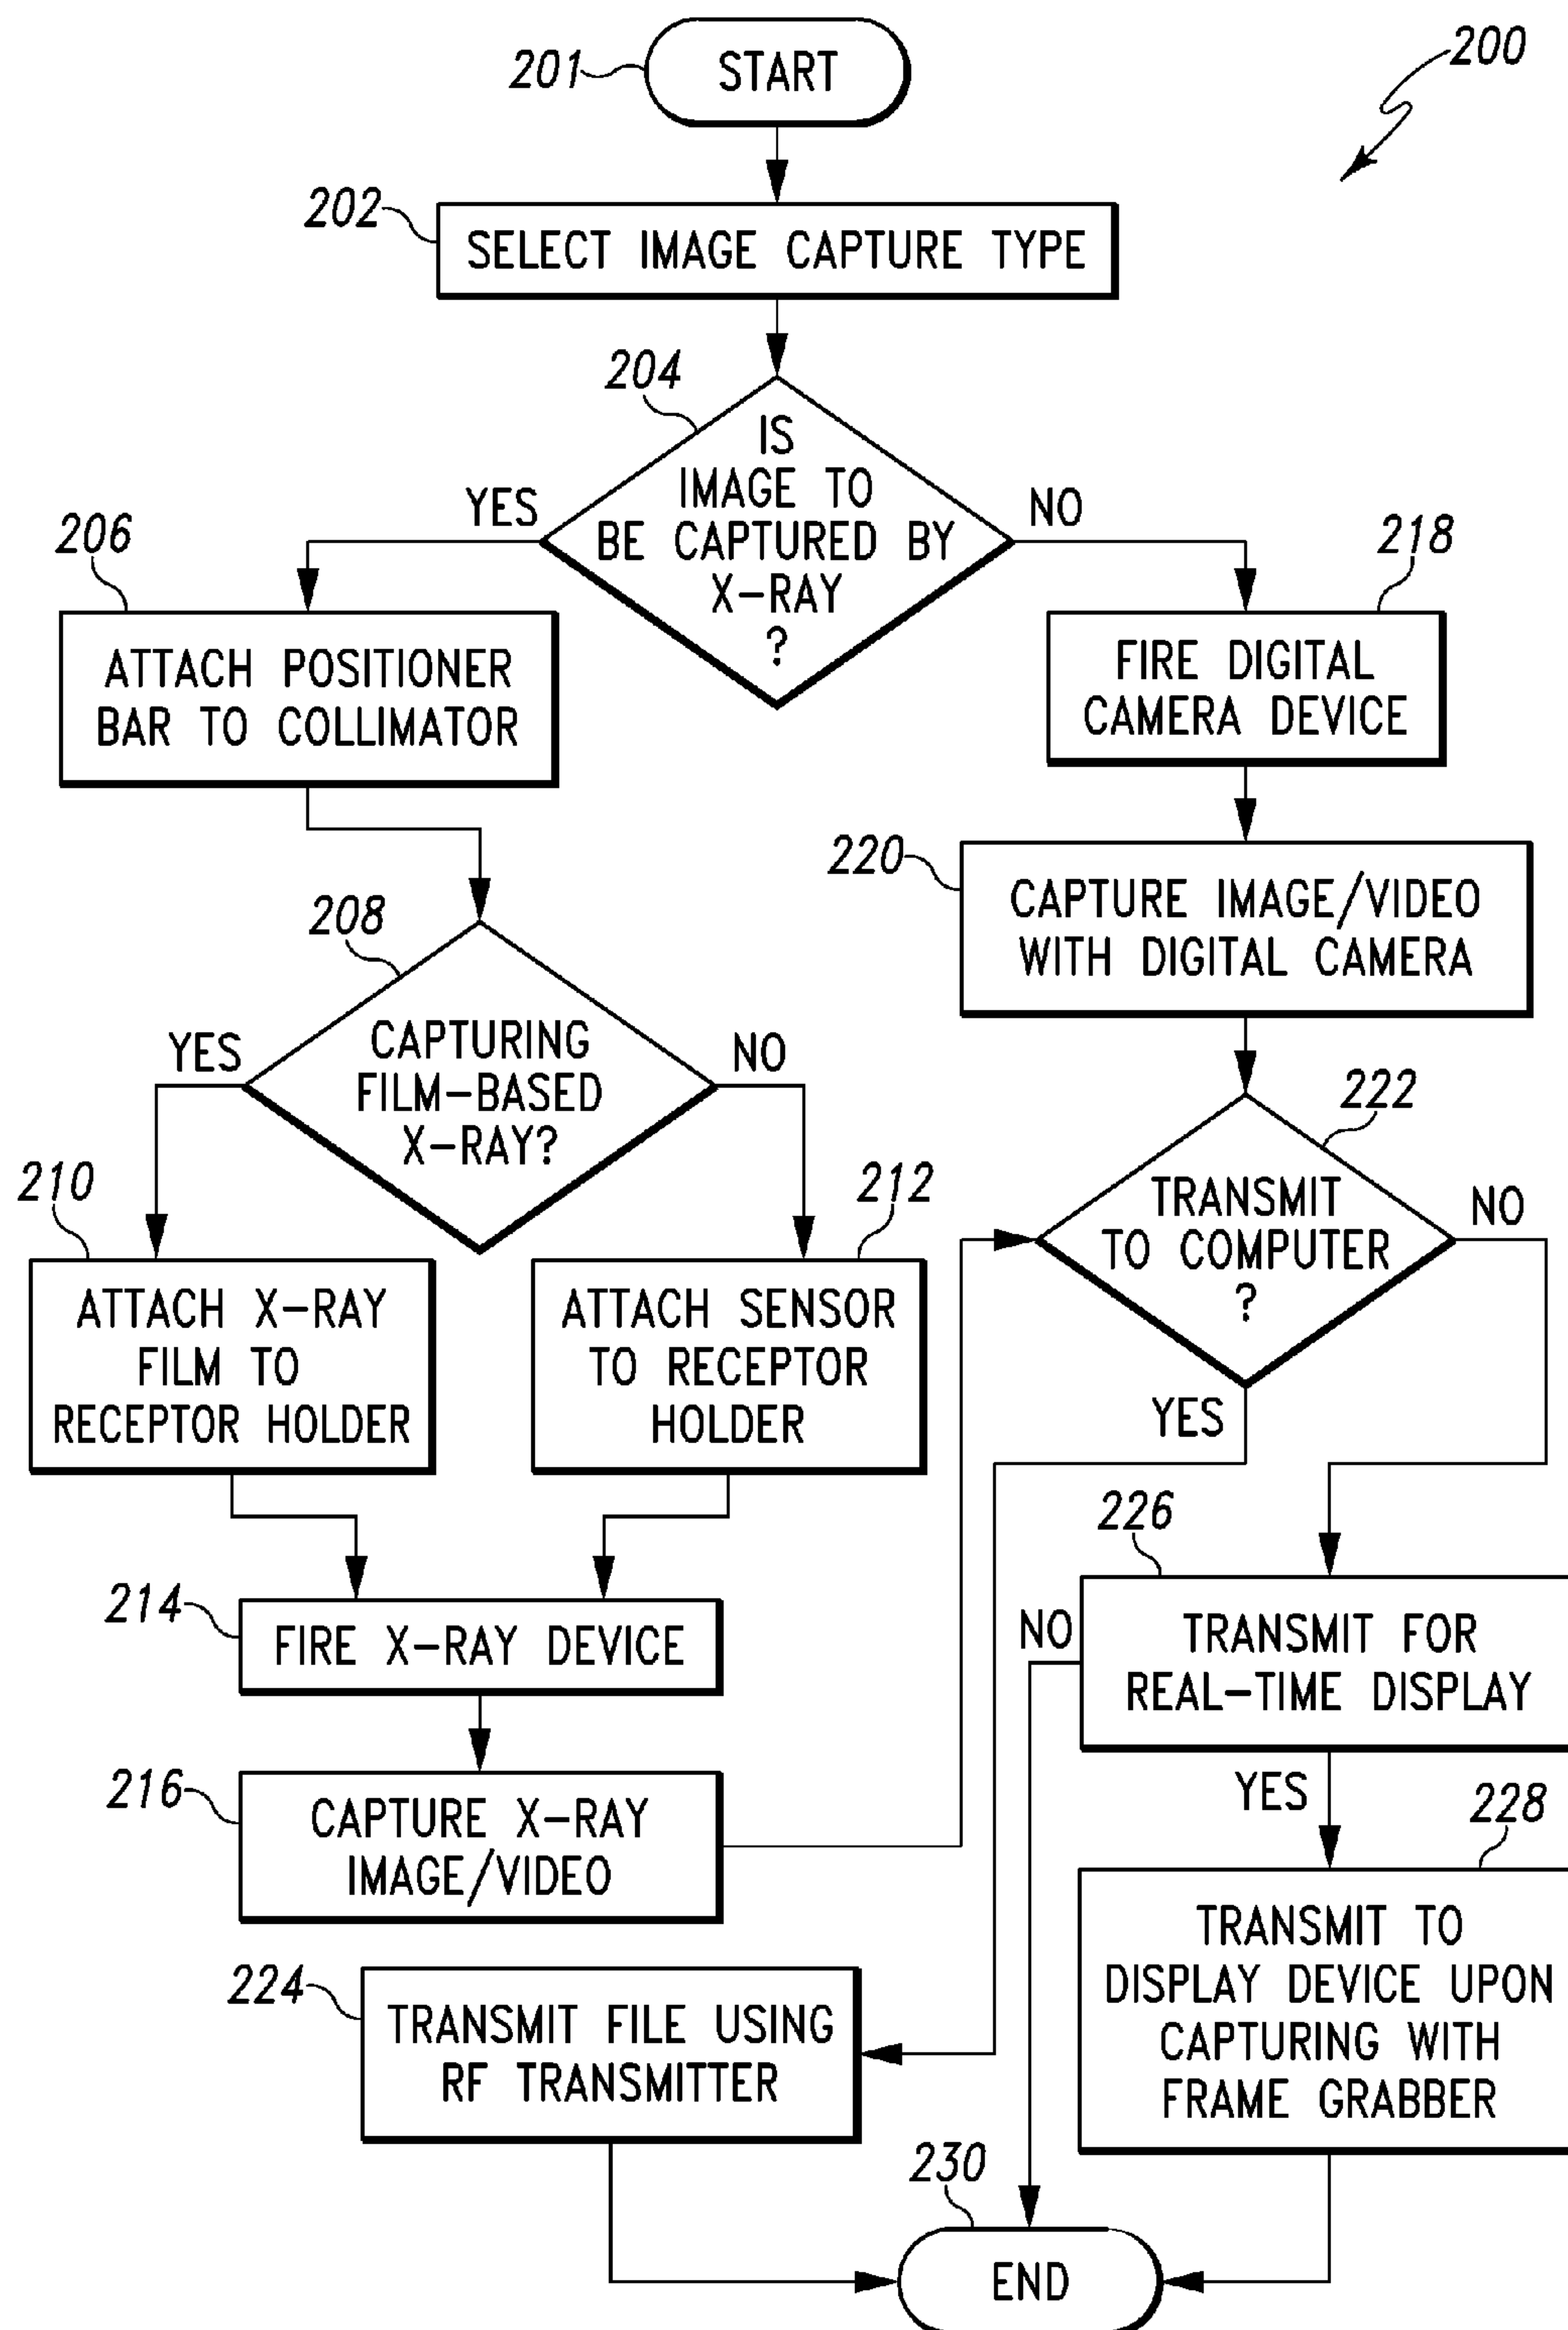 200
201
START
202
SELECT IMAGE CAPTURE TYPE
204
IS
IMAGE TO
BE CAPTURED BY
X-RAY
?
YES
NO
206
ATTACH POSITIONER
BAR TO COLLIMATOR
218
FIRE DIGITAL
CAMERA DEVICE
220
CAPTURE IMAGE/VIDEO
WITH DIGITAL CAMERA
208
CAPTURING
FILM-BASED
X-RAY?
YES
NO
210
ATTACH X-RAY
FILM TO
RECEPTOR HOLDER
212
ATTACH SENSOR
TO RECEPTOR
HOLDER
222
TRANSMIT
TO COMPUTER
?
NO
YES
214
FIRE X-RAY DEVICE
216
CAPTURE X-RAY
IMAGE/VIDEO
226
TRANSMIT FOR
REAL-TIME DISPLAY
NO
YES
224
TRANSMIT FILE USING
RF TRANSMITTER
228
TRANSMIT TO
DISPLAY DEVICE UPON
CAPTURING WITH
FRAME GRABBER
230
END